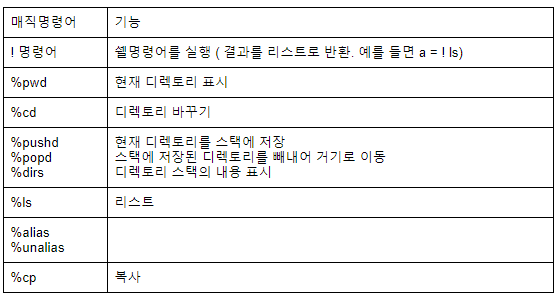 매직명령어 기능
! 명령어 쉘명령어를 실행 ( 결과를 리스트로 반환. 예를 들면 a = ! ls)
%pwd 현재 디렉토리 표시
%cd 디렉토리 바꾸기
%pushd 현재 디렉토리를 스택에 저장
%popd 스택에 저장된 디렉토리를 빼내어 거기로 이동
%dirs 디렉토리 스택의 내용 표시
%ls 리스트
%alias
%unalias
%cp 복사